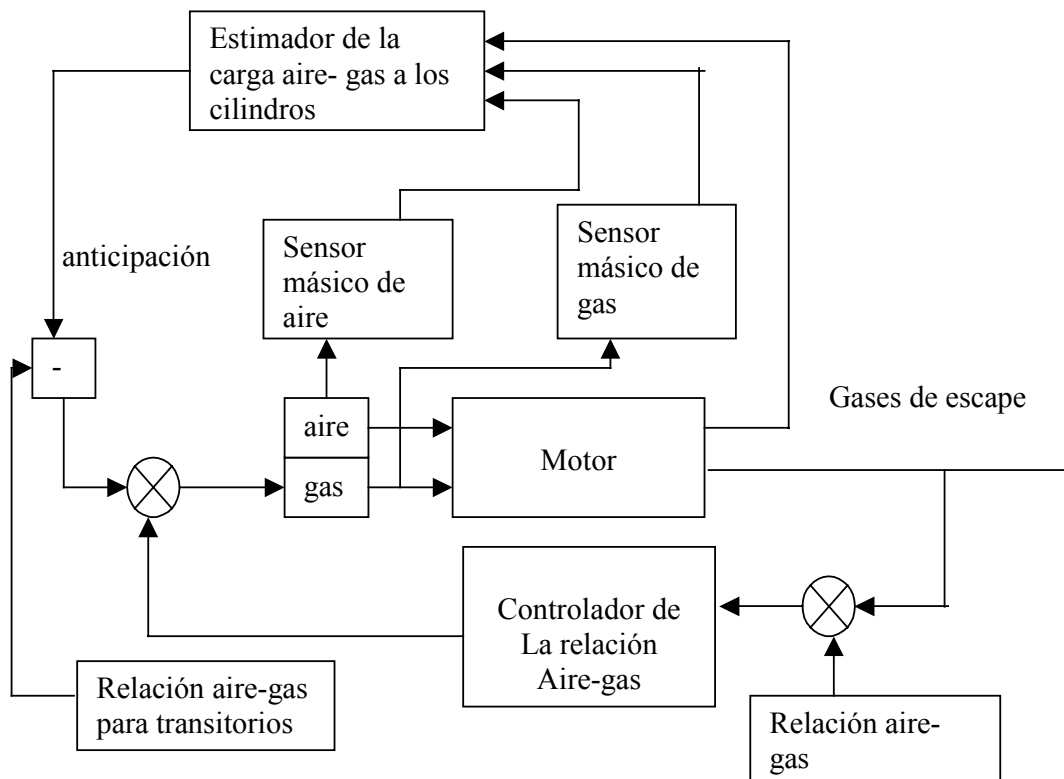 Estimador de la
carga aire- gas a los
cilindros
anticipación
Sensor
másico de
aire
Sensor
másico de
gas
-
aire
gas
Motor
Gases de escape
Controlador de
La relación
Aire-gas
Relación aire-gas
para transitorios
Relación aire-
gas